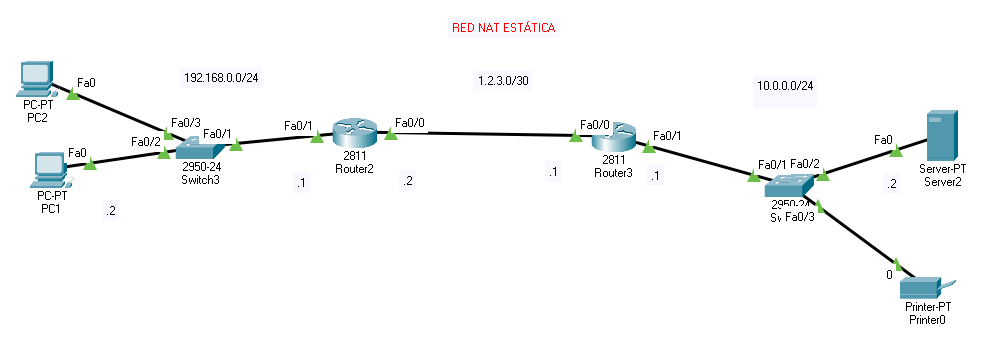 RED NAT ESTÁTICA
192.168.0.0/24
1.2.3.0/30
10.0.0.0/24
Fa0
PC-PT
PC2
Fa0/3
Fa0/2
Fa0/1
Fa0
PC-PT
PC1
.2
2950-24
Switch3
.1
Fa0/1
Fa0/0
2811
Router2
.2
Fa0/0
Fa0/1
2811
Router3
.1
.1
Fa0/1
Fa0/2
2950-24
Fa0/3
Fa0
.2
Server-PT
Server2
0
Printer-PT
Printer0